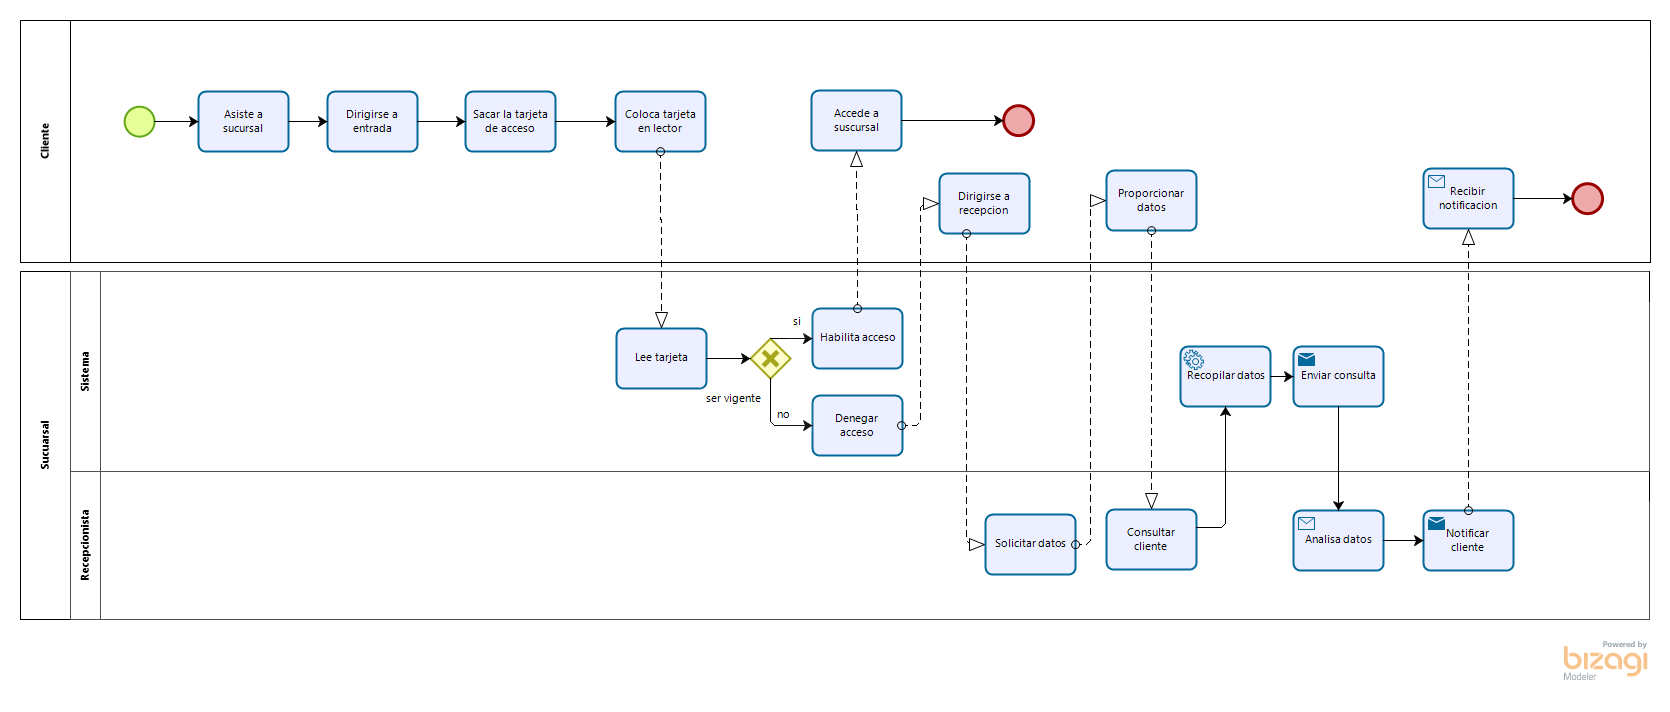 Cliente
Asiste a
sucursal
Dirigirse a
entrada
Sacar la tarjeta
de acceso
Coloca tarjeta
en lector
Accede a
suscursal
Dirigirse a
recepcion
Proporcionar
datos
Recibir
notificacion
Sucuarsal
Sistema
Lee tarjeta
ser vigente
si
no
Habilita acceso
Denegar
acceso
Recopilar datos
Enviar consulta
Recepcionista
Solicitar datos
Consultar
cliente
Analisa datos
Notificar
cliente
Powered by
bizagi
Modeler